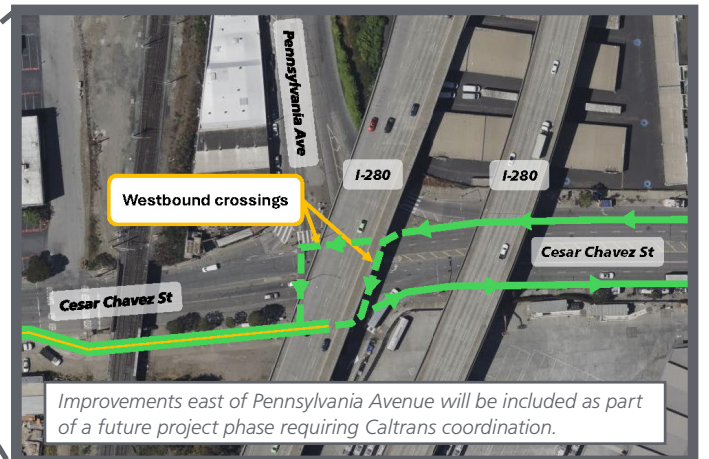 Pennsylvania Ave
I-280
I-280
Westbound crossings
Cesar Chavez St
Cesar Chavez St
Improvements east of Pennsylvania Avenue will be included as part
of a future project phase requiring Caltrans coordination.